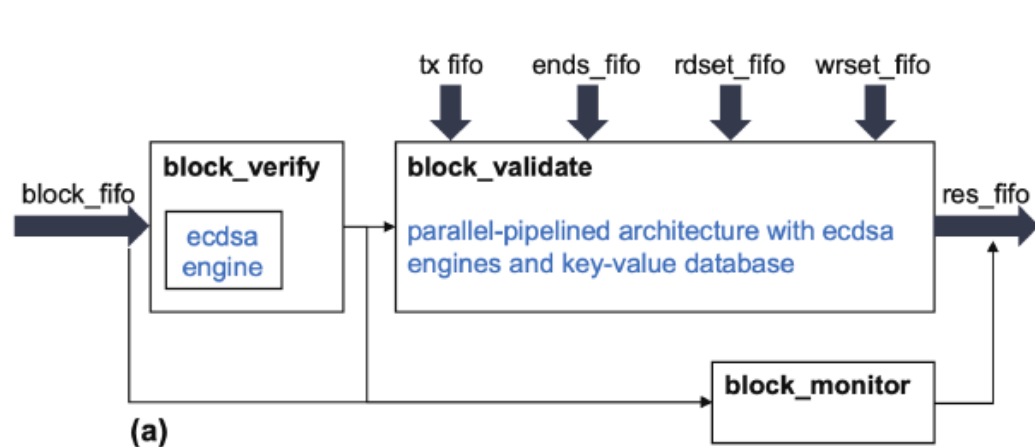 tx fifo ends_fifo rdset_fifo wrset_fifo
block_fifo
block_verify
ecdsa
engine
block_validate
parallel-pipelined architecture with ecdsa
engines and key-value database
res_fifo
block_monitor
(a)